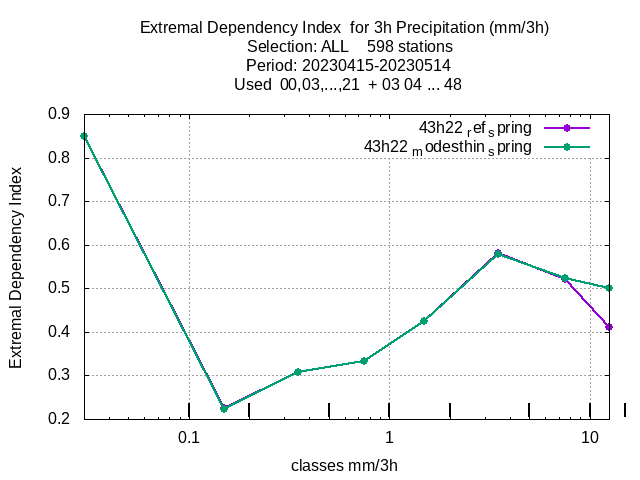 Extremal Dependency Index  for 3h Precipitation (mm/3h)
Selection: ALL    598 stations
Period: 20230415-20230514
Used  00,03,...,21  + 03 04 ... 48
43h22 ref spring
43h22 modesthin spring
Extremal Dependency Index
0.9
0.8
0.7
0.6
0.5
0.4
0.3
0.2
0.1 1 10
classes mm/3h